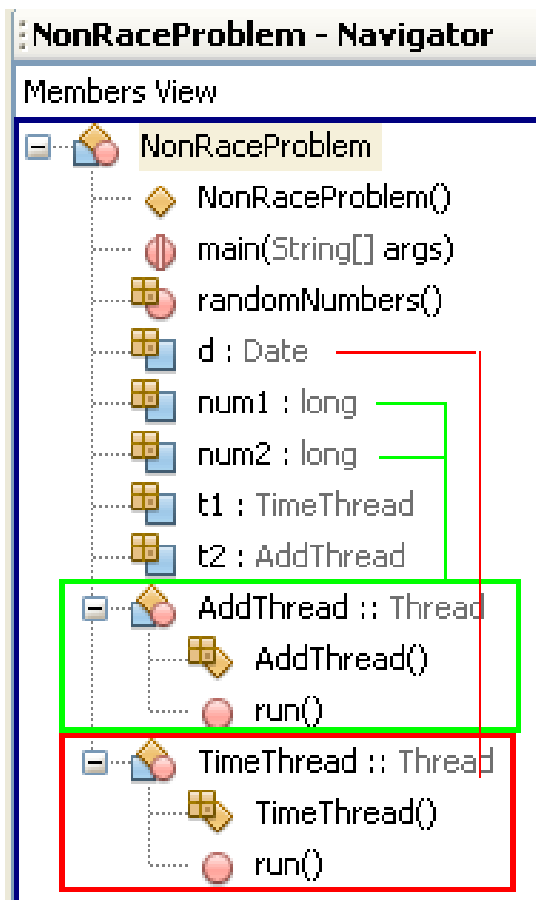 NonRaceProblem - Navigator
Members View
NonRaceProblem
NonRaceProblem()
main(String[] args)
randomNumbers()
d : Date
num1 : long
num2 : long
t1 : TimeThread
t2 : AddThread
AddThread :: Thread
AddThread()
run()
TimeThread :: Thread
TimeThread()
run()